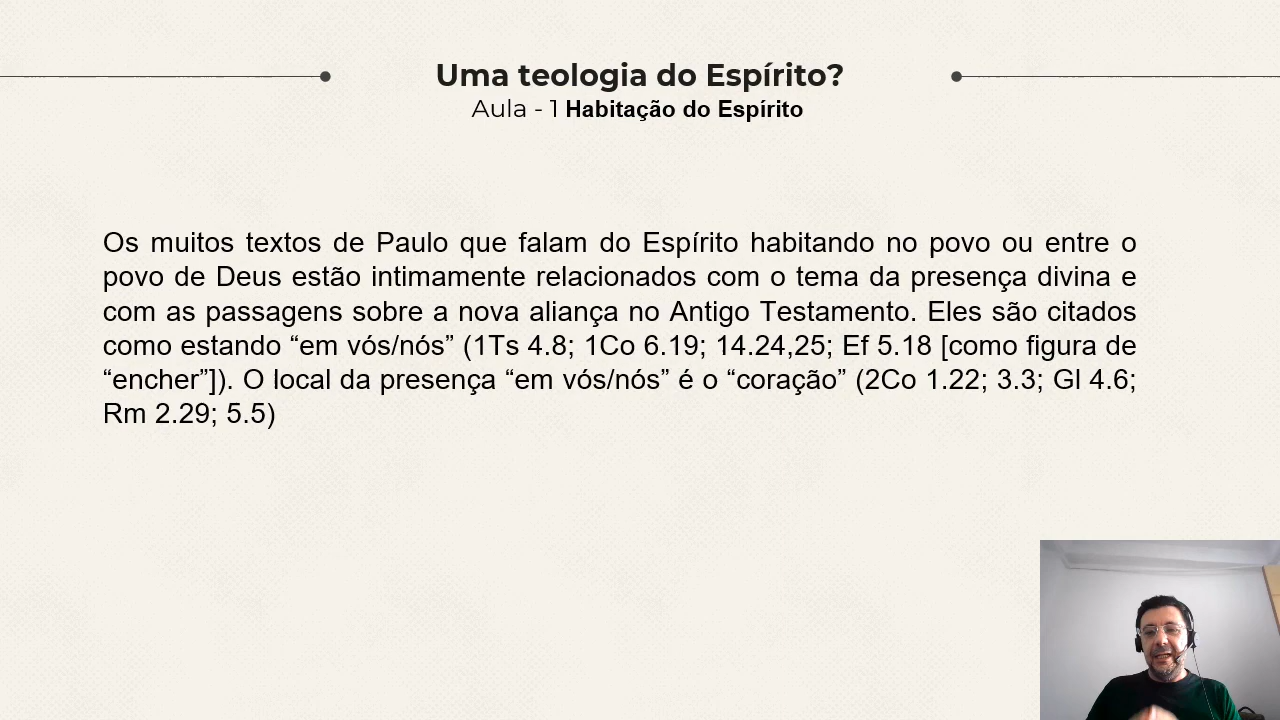 Uma teologia do Espírito?
Aula - 1 Habitação do Espírito
Os muitos textos de Paulo que falam do Espírito habitando no povo ou entre o
povo de Deus estão intimamente relacionados com o tema da presença divina e
com as passagens sobre a nova aliança no Antigo Testamento. Eles são citados
como estando “em vós/nós” (1Ts 4.8; 1Co 6.19; 14.24,25; Ef 5.18 [como figura de
“encher”]). O local da presença “em vós/nós” é o “coração” (2Co 1.22; 3.3; Gl 4.6;
Rm 2.29; 5.5)